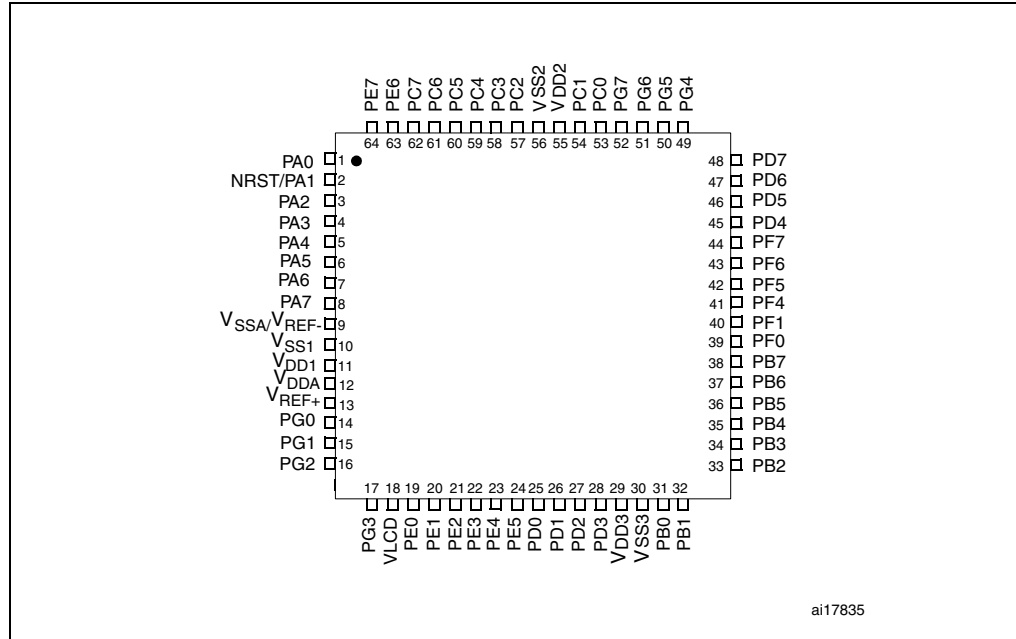 PE7 PE6 PC7 PC6 PC5 PC4 PC3 PC2 VSS2 VDD2 PC1 PC0 PG7 PG6 PG5 PG4
64 63 62 61 60 59 58 57 56 55 54 53 52 51 50 49
PA0 1 48 PD7
NRST/PA1 2 47 PD6
PA2 3 46 PD5
PA3 4 45 PD4
PA4 5 44 PF7
PA5 6 43 PF6
PA6 7 42 PF5
PA7 8 41 PF4
VSSA/VREF- 9 40 PF1
VSS1 10 39 PF0
VDD1 11 38 PB7
VDDA 12 37 PB6
VREF+ 13 36 PB5
PG0 14 35 PB4
PG1 15 34 PB3
PG2 16 33 PB2
17 18 19 20 21 22 23 24 25 26 27 28 29 30 31 32
PG3 VLCD PE0 PE1 PE2 PE3 PE4 PE5 PD0 PD1 PD2 PD3 VDD3 VSS3 PB0 PB1
ai17835